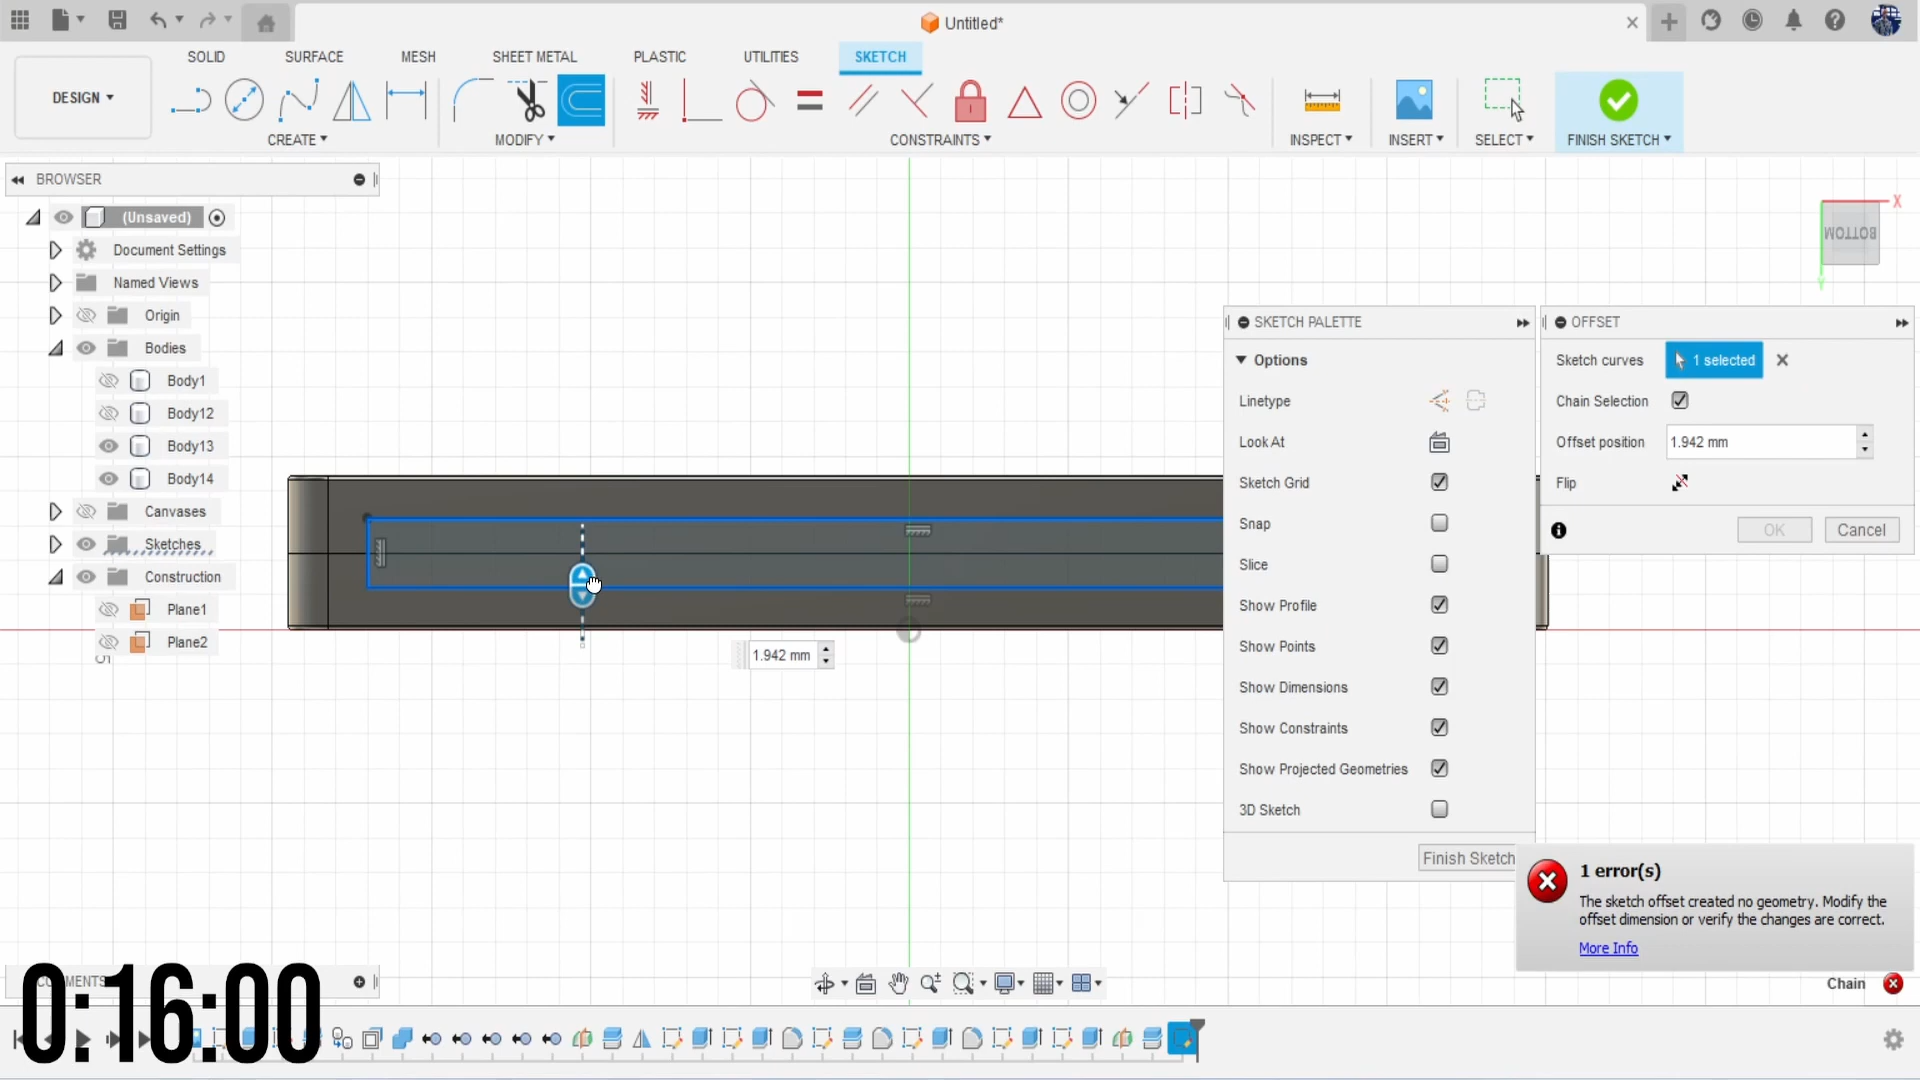 Untitled*
SOLID SURFACE MESH SHEET METAL PLASTIC UTILITIES SKETCH
DESIGN
CREATE MODIFY CONSTRAINTS INSPECT INSERT SELECT FINISH SKETCH
BROWSER
(Unsaved)
Document Settings
Named Views
Origin
Bodies
Body1
Body12
Body13
Body14
Canvases
Sketches
Construction
Plane1
Plane2
5
X
BOTTOM
Y
SKETCH PALETTE
Options
Linetype
Look At
Sketch Grid
Snap
Slice
Show Profile
Show Points
Show Dimensions
Show Constraints
Show Projected Geometries
3D Sketch
Finish Sketch
OFFSET
Sketch curves 1 selected
Chain Selection
Offset position 1.942 mm
Flip
OK Cancel
1.942 mm
1 error(s)
The sketch offset created no geometry. Modify the
offset dimension or verify the changes are correct.
More Info
Chain
0:16:00